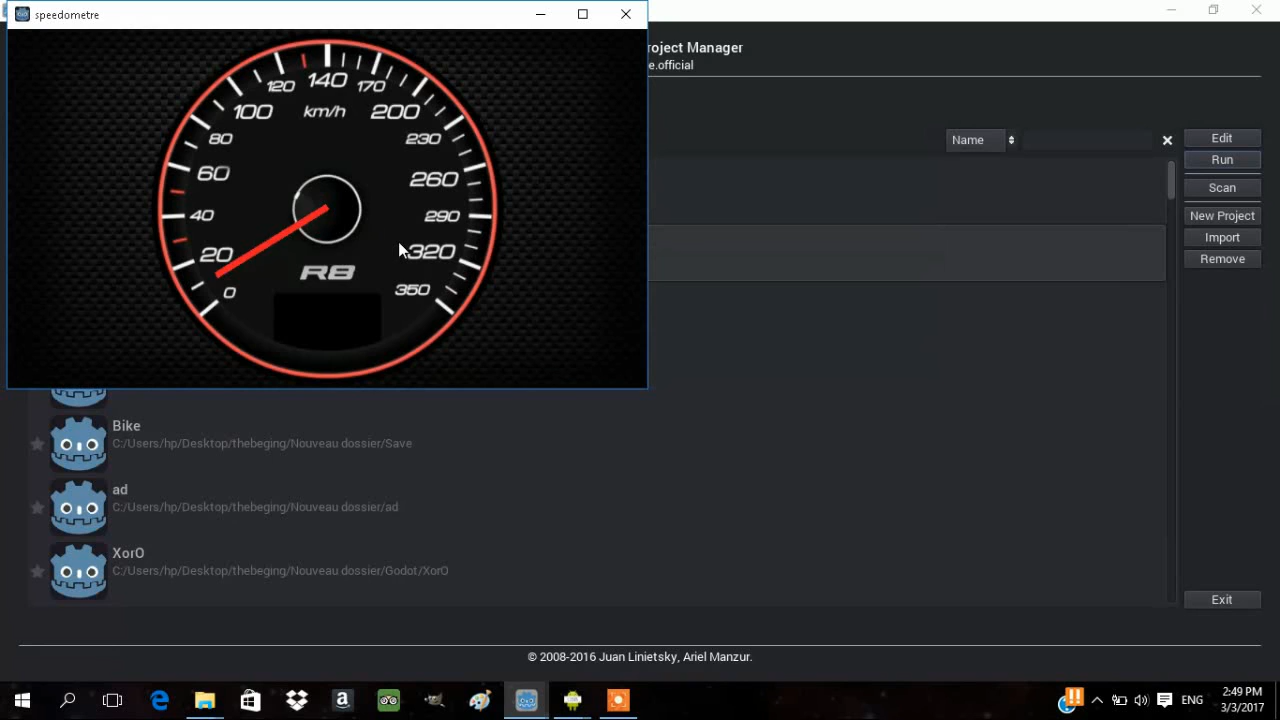 speedometre
roject Manager
e.official
120 140 170
100 km/h 200
80 230
60 260
40 290
20 320
R8
0 350
Name
Edit
Run
Scan
New Project
Import
Remove
Bike
C:/Users/hp/Desktop/thebeging/Nouveau dossier/Save
ad
C:/Users/hp/Desktop/thebeging/Nouveau dossier/ad
XorO
C:/Users/hp/Desktop/thebeging/Nouveau dossier/Godot/XorO
Exit
© 2008-2016 Juan Linietsky, Ariel Manzur.
ENG
2:49 PM
3/3/2017